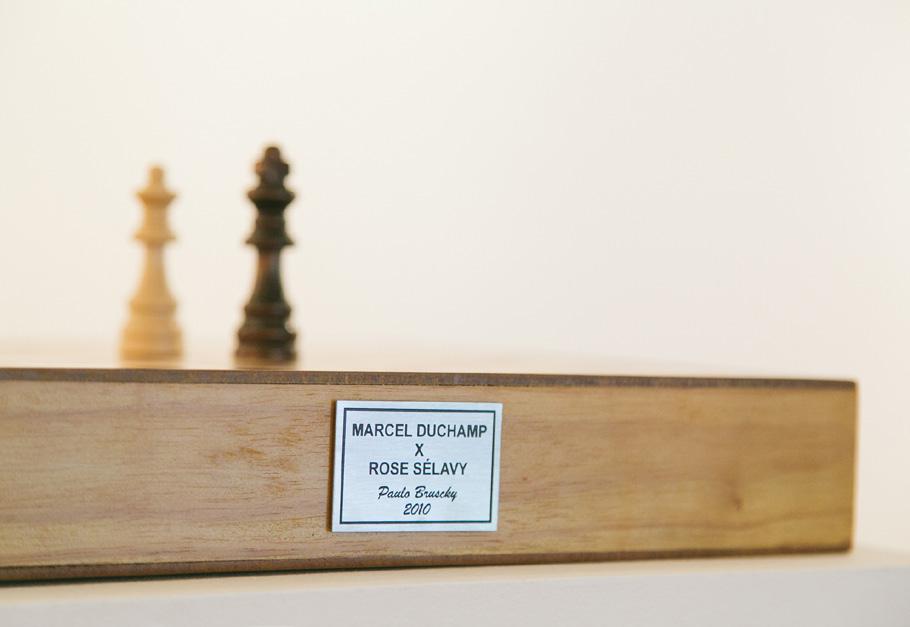 MARCEL DUCHAMP
X
ROSE SÉLAVY
Paulo Bruscky
2010